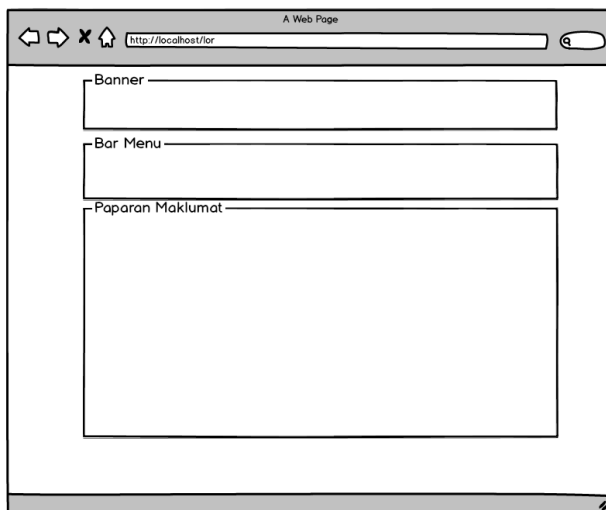 A Web Page
http://localhost/lor
Banner
Bar Menu
Paparan Maklumat